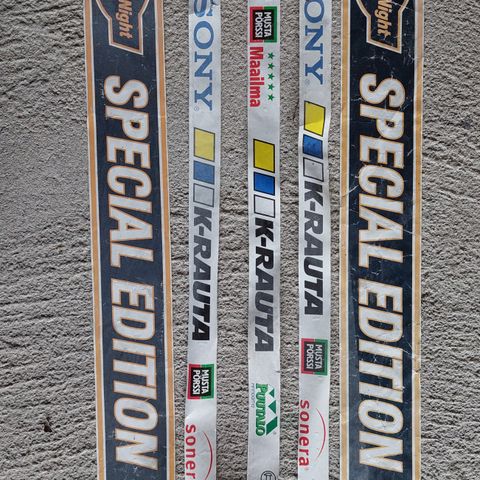 Night
SPECIAL EDITION
SONY
K-RAUTA
MUSTA PÖRSSI
sonera
MUSTA PÖRSSI
Maailma
K-RAUTA
PUUILO
SONY
K-RAUTA
MUSTA PÖRSSI
sonera
Night
SPECIAL EDITION